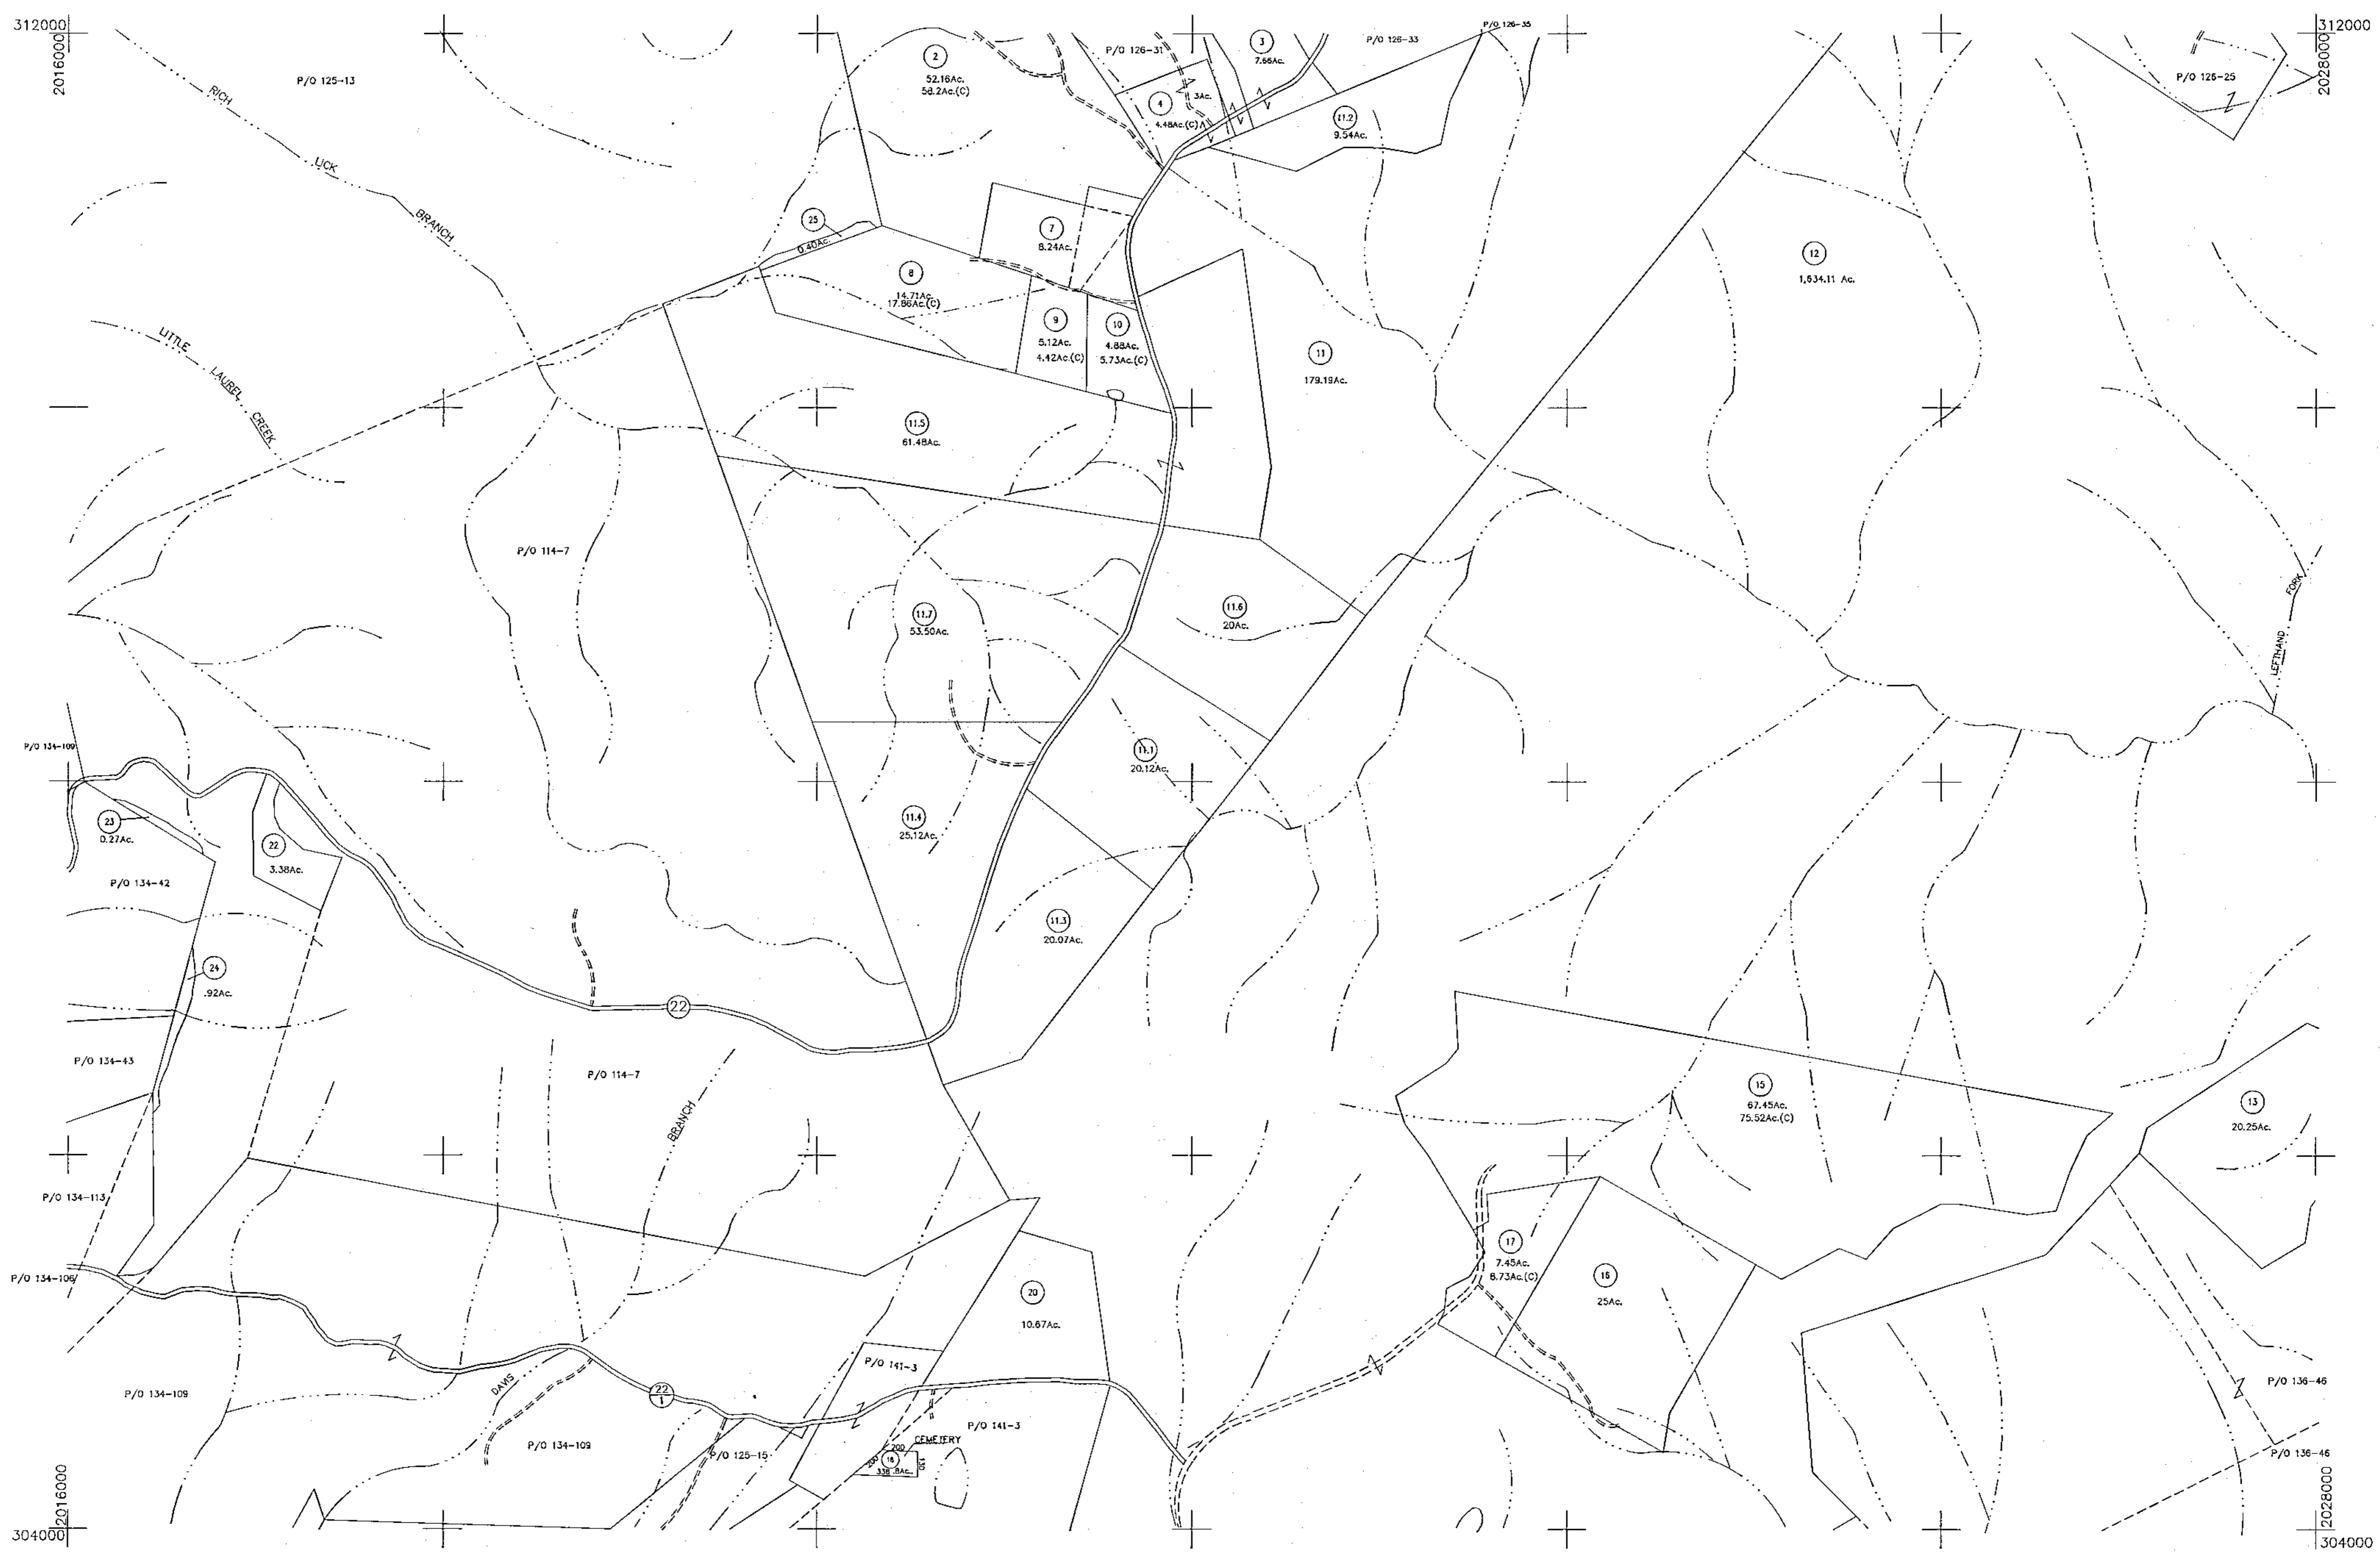 312000
2016000
312000
2028000
P/O 125-13
RICH
LICK
BRANCH
LITTLE
LAUREL
CREEK
2
52.16Ac.
58.2Ac.(C)
P/O 126-31
3
7.66Ac.
P/O 126-33
P/O 126-35
P/O 126-25
4
3Ac.
4.48Ac.(C)
11.2
9.54Ac.
25
0.40Ac.
7
8.24Ac.
8
14.71Ac.
17.86Ac.(C)
9
5.12Ac.
4.42Ac.(C)
10
4.88Ac.
5.73Ac.(C)
11
179.19Ac.
12
1,634.11 Ac.
11.5
61.48Ac.
P/O 114-7
11.7
53.50Ac.
11.6
20Ac.
LEFTHAND
FORK
P/O 134-109
11.1
20.12Ac.
23
0.27Ac.
22
3.38Ac.
11.4
25.12Ac.
P/O 134-42
11.3
20.07Ac.
24
.92Ac.
22
P/O 134-43
P/O 114-7
BRANCH
15
67.45Ac.
75.52Ac.(C)
13
20.25Ac.
P/O 134-113
17
7.45Ac.
8.73Ac.(C)
16
25Ac.
P/O 134-106
20
10.67Ac.
P/O 141-3
P/O 134-109
DAVIS
22
P/O 136-46
P/O 134-109
P/O 125-15
P/O 141-3
CEMETERY
200
200
130
18
P/O 136-46
304000
2016000
2028000
304000